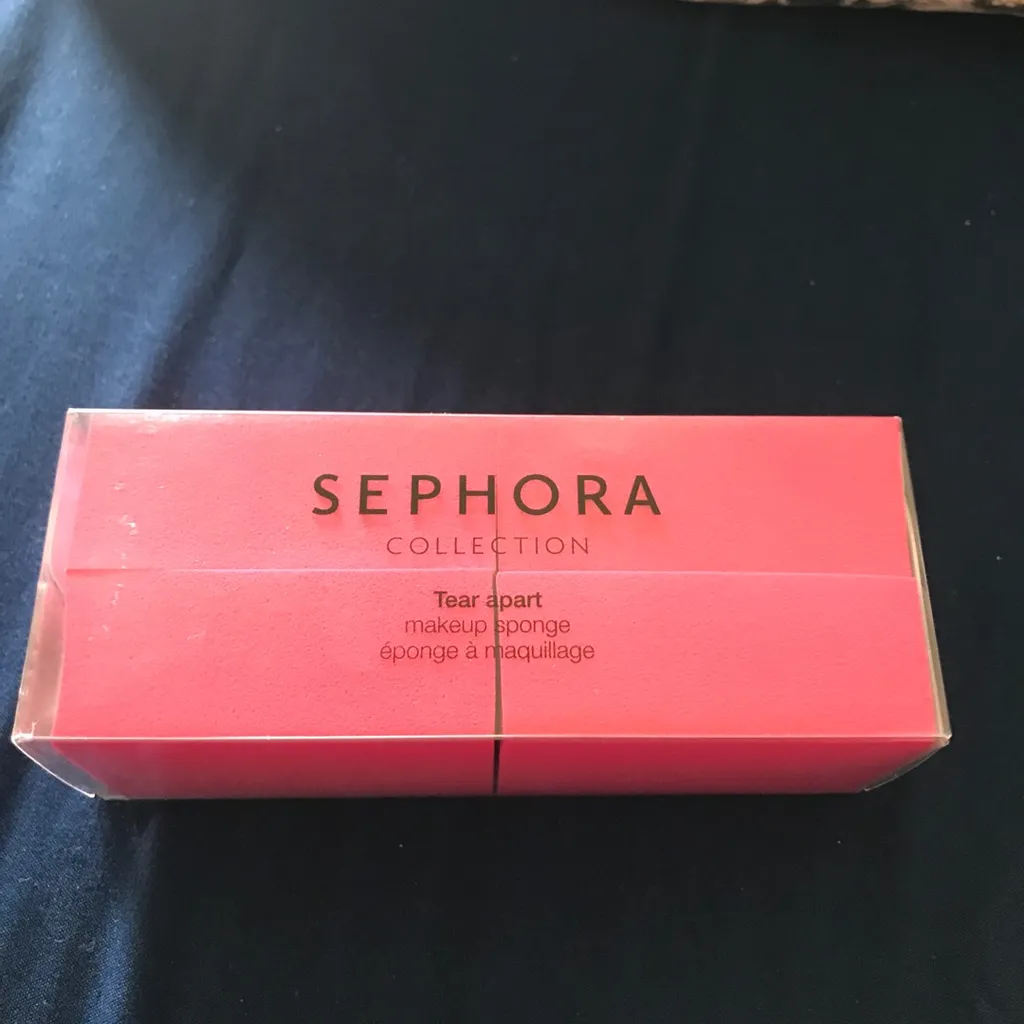 SEPHORA
COLLECTION
Tear apart
makeup sponge
éponge à maquillage